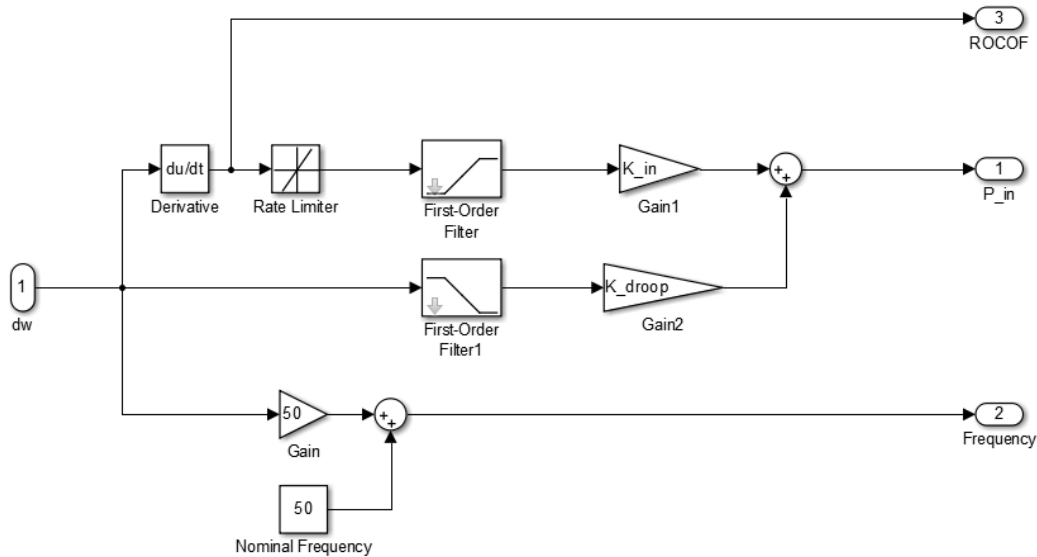 3
ROCOF
du/dt
Derivative
Rate Limiter
First-Order
Filter
K_in
Gain1
1
P_in
1
dw
First-Order
Filter1
K_droop
Gain2
50
Gain
2
Frequency
50
Nominal Frequency